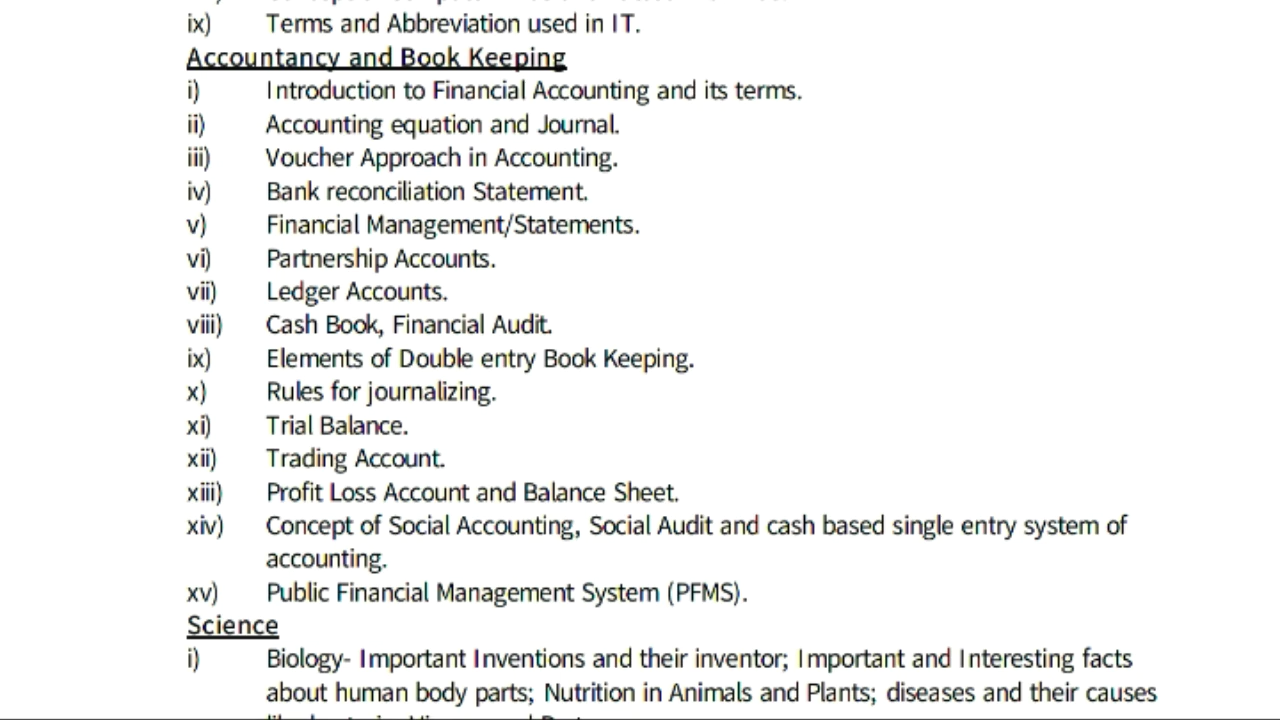 ix) Terms and Abbreviation used in IT.
Accountancy and Book Keeping
i) Introduction to Financial Accounting and its terms.
ii) Accounting equation and Journal.
iii) Voucher Approach in Accounting.
iv) Bank reconciliation Statement.
v) Financial Management/Statements.
vi) Partnership Accounts.
vii) Ledger Accounts.
viii) Cash Book, Financial Audit.
ix) Elements of Double entry Book Keeping.
x) Rules for journalizing.
xi) Trial Balance.
xii) Trading Account.
xiii) Profit Loss Account and Balance Sheet.
xiv) Concept of Social Accounting, Social Audit and cash based single entry system of
accounting.
xv) Public Financial Management System (PFMS).
Science
i) Biology- Important Inventions and their inventor; Important and Interesting facts
about human body parts; Nutrition in Animals and Plants; diseases and their causes